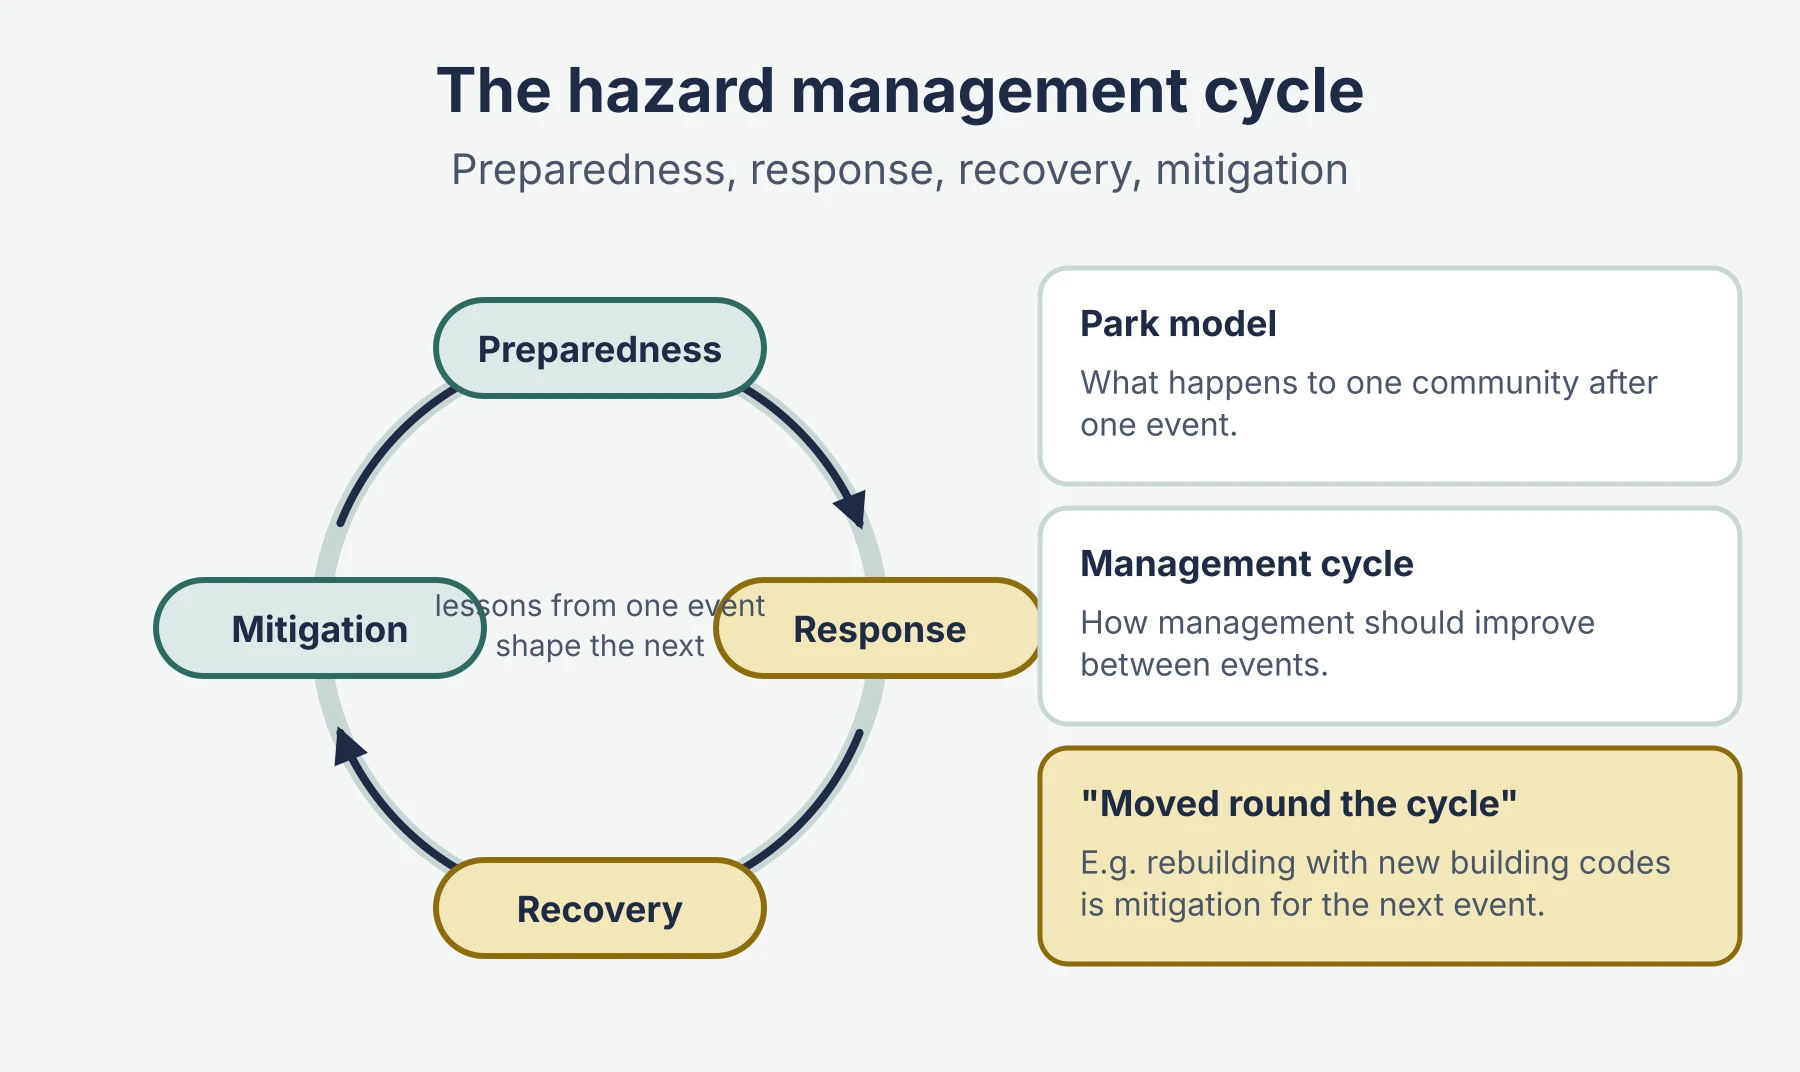 The hazard management cycle
Preparedness, response, recovery, mitigation
Preparedness
Mitigation
lessons from one event
shape the next
Response
Recovery
Park model
What happens to one community after
one event.
Management cycle
How management should improve
between events.
"Moved round the cycle"
E.g. rebuilding with new building codes
is mitigation for the next event.